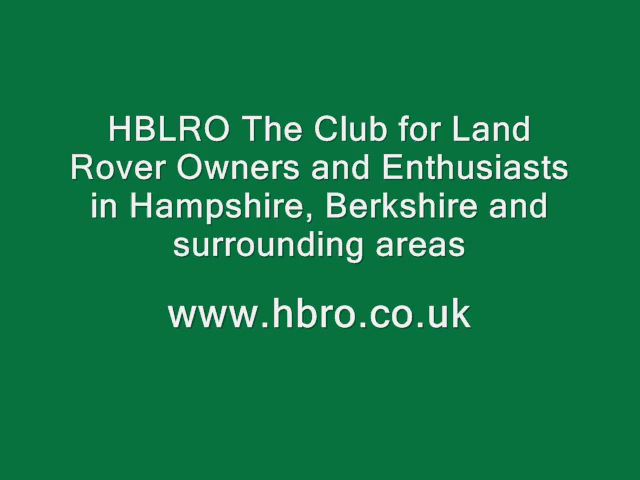 HBLRO The Club for Land
Rover Owners and Enthusiasts
in Hampshire, Berkshire and
surrounding areas
www.hbro.co.uk